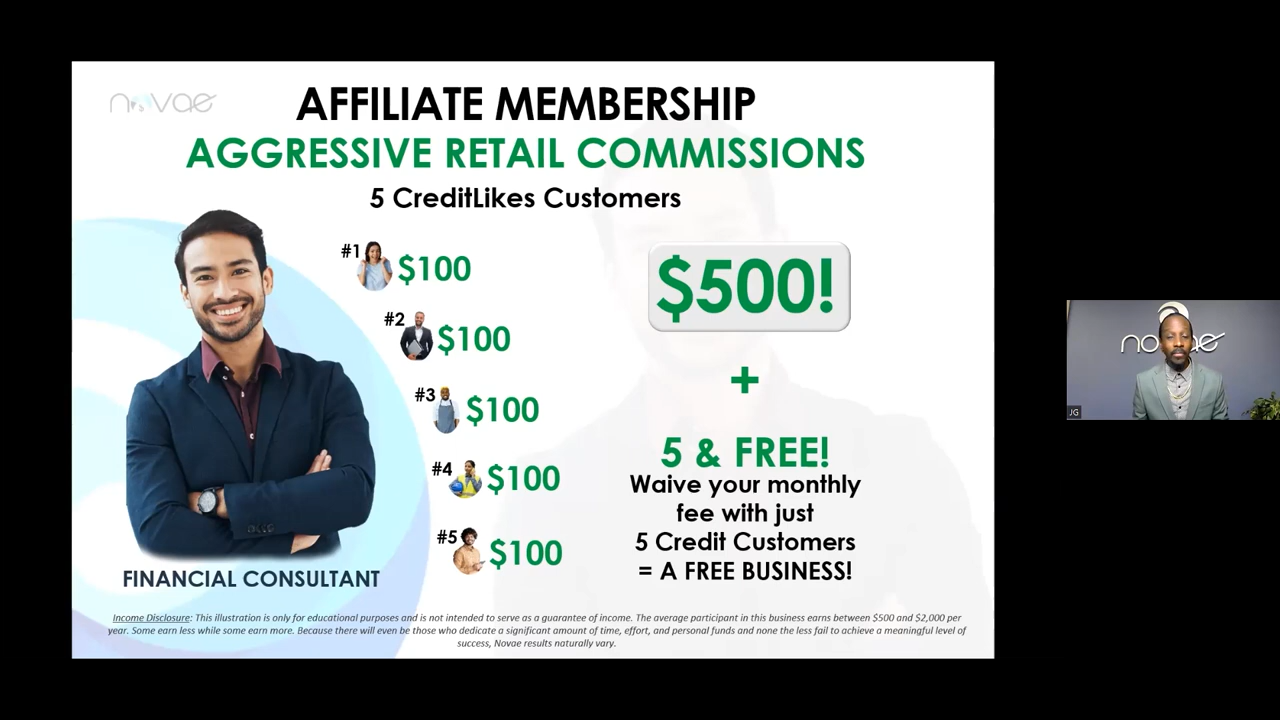 novae
AFFILIATE MEMBERSHIP
AGGRESSIVE RETAIL COMMISSIONS
5 CreditLikes Customers
#1 $100
#2 $100
#3 $100
#4 $100
#5 $100
FINANCIAL CONSULTANT
$500!
+
5 & FREE!
Waive your monthly
fee with just
5 Credit Customers
= A FREE BUSINESS!
Income Disclosure: This illustration is only for educational purposes and is not intended to serve as a guarantee of income. The average participant in this business earns between $500 and $2,000 per
year. Some earn less while some earn more. Because there will even be those who dedicate a significant amount of time, effort, and personal funds and none the less fail to achieve a meaningful level of
success, Novae results naturally vary.
novae
JG